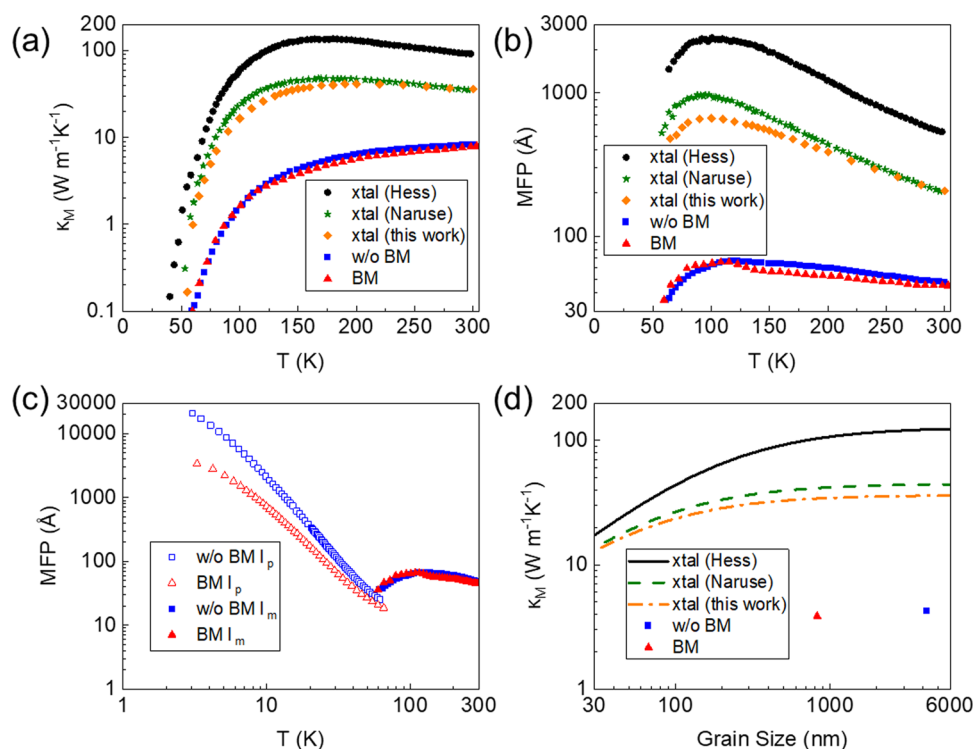 (a)
200
100
10
1
0.1
κM (W m-1K-1)
xtal (Hess)
xtal (Naruse)
xtal (this work)
w/o BM
BM
0 50 100 150 200 250 300
T (K)
(b)
3000
1000
100
30
MFP (Å)
xtal (Hess)
xtal (Naruse)
xtal (this work)
w/o BM
BM
0 50 100 150 200 250 300
T (K)
(c)
30000
10000
1000
100
10
1
MFP (Å)
w/o BM lp
BM lp
w/o BM lm
BM lm
1 10 100 300
T (K)
(d)
200
100
10
1
κM (W m-1K-1)
xtal (Hess)
xtal (Naruse)
xtal (this work)
w/o BM
BM
30 100 1000 6000
Grain Size (nm)